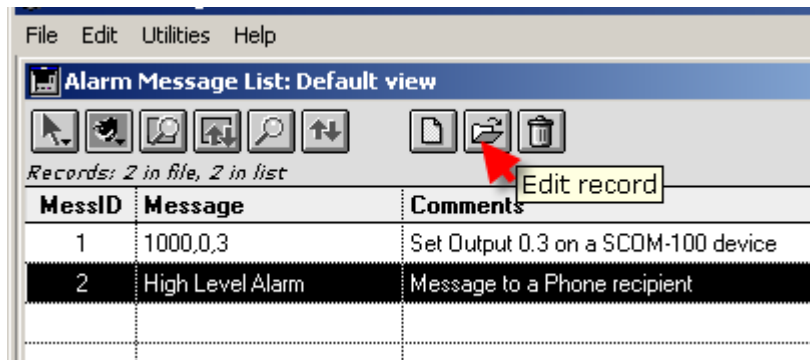 File Edit Utilities Help
Alarm Message List: Default view
Records: 2 in file, 2 in list
Edit record
MessID Message Comments
1 1000,0,3 Set Output 0.3 on a SCOM-100 device
2 High Level Alarm Message to a Phone recipient